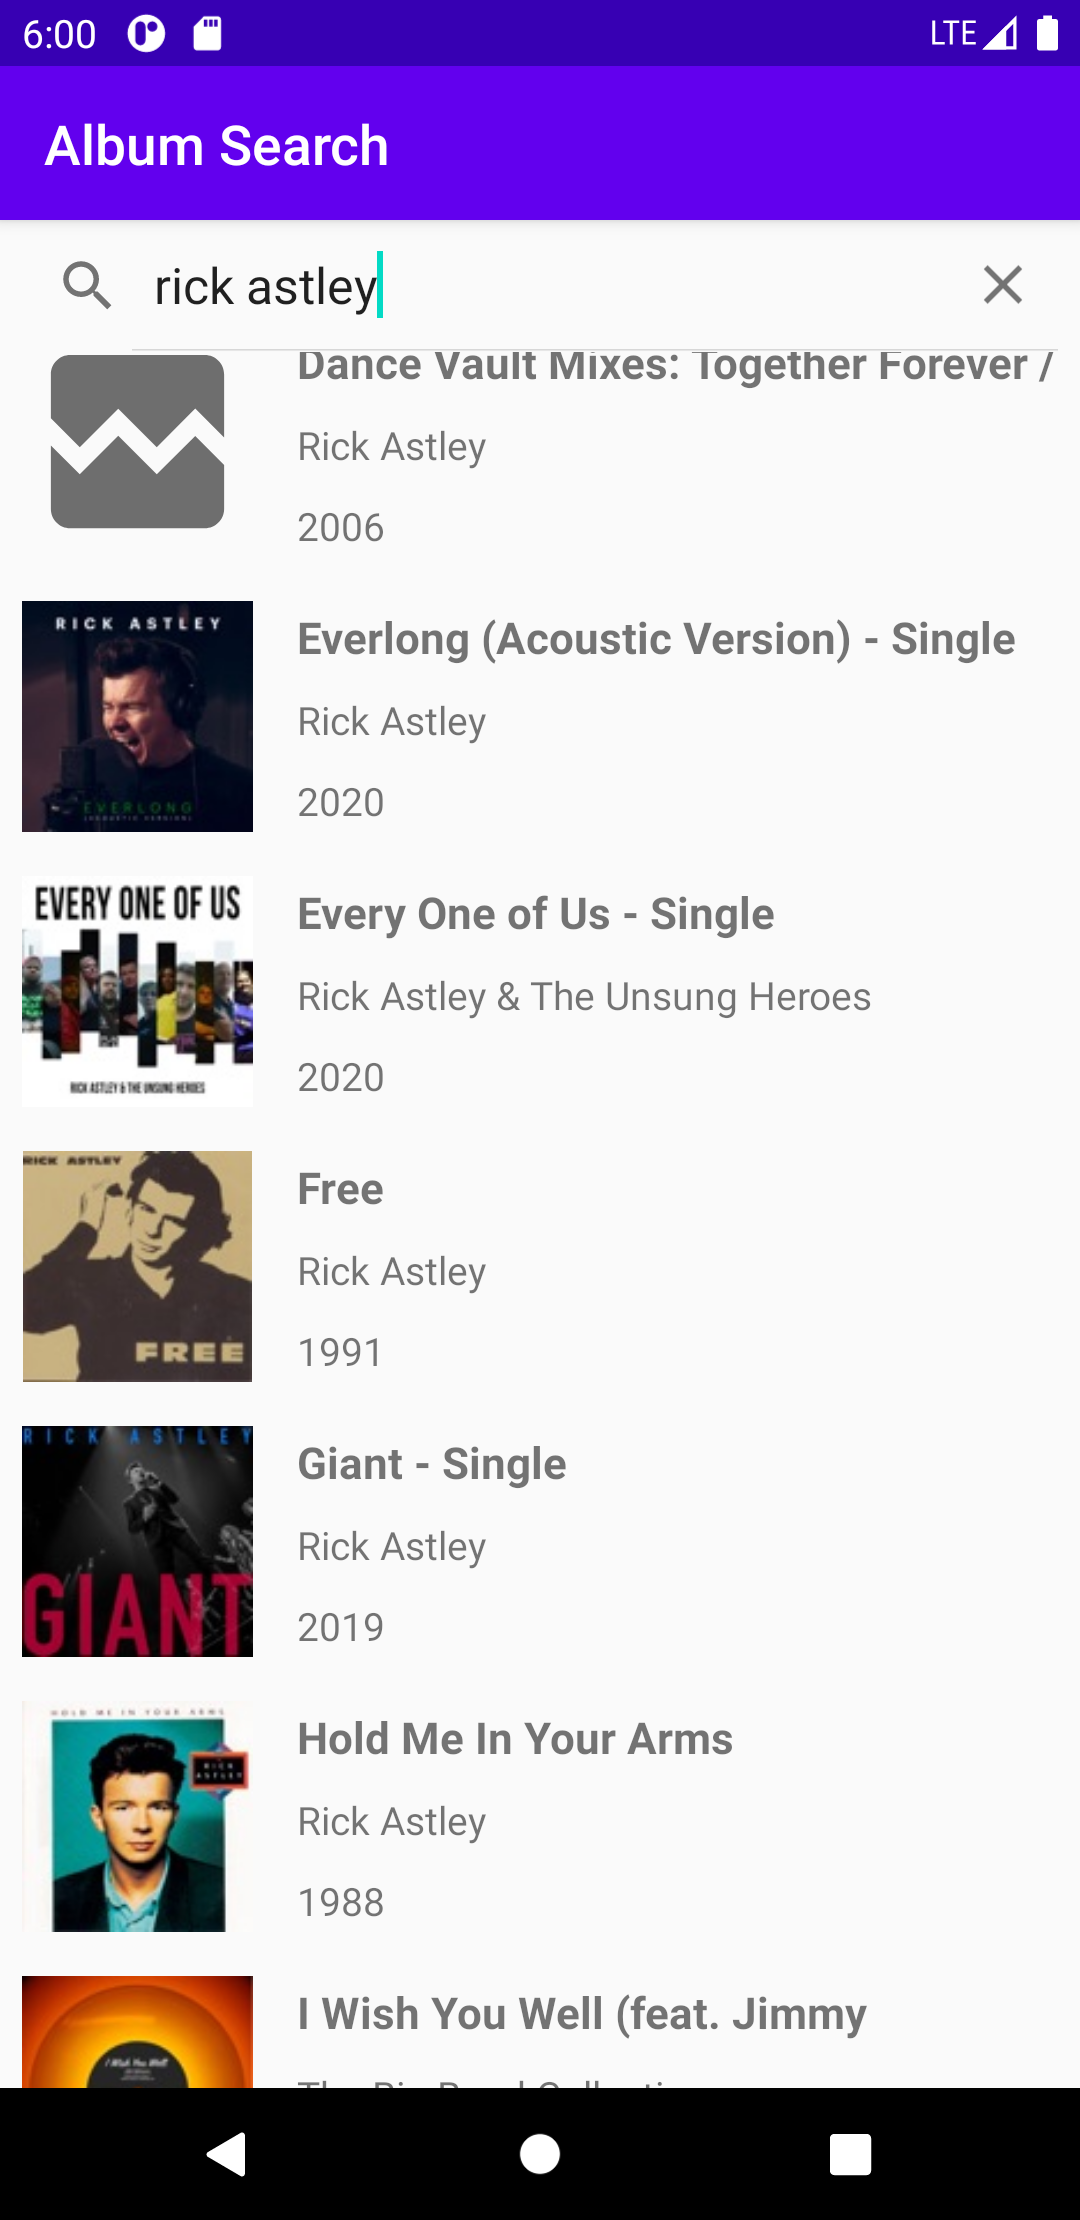 6:00
LTE
Album Search
rick astley
Dance Vault Mixes: Together Forever /
Rick Astley
2006
RICK ASTLEY
EVERLONG
Everlong (Acoustic Version) - Single
Rick Astley
2020
EVERY ONE OF US
RICK ASTLEY & THE UNSUNG HEROES
Every One of Us - Single
Rick Astley & The Unsung Heroes
2020
RICK ASTLEY
FREE
Free
Rick Astley
1991
RICK ASTLEY
GIANT
Giant - Single
Rick Astley
2019
HOLD ME IN YOUR ARMS
RICK
ASTLEY
Hold Me In Your Arms
Rick Astley
1988
I Wish You Well
I Wish You Well (feat. Jimmy